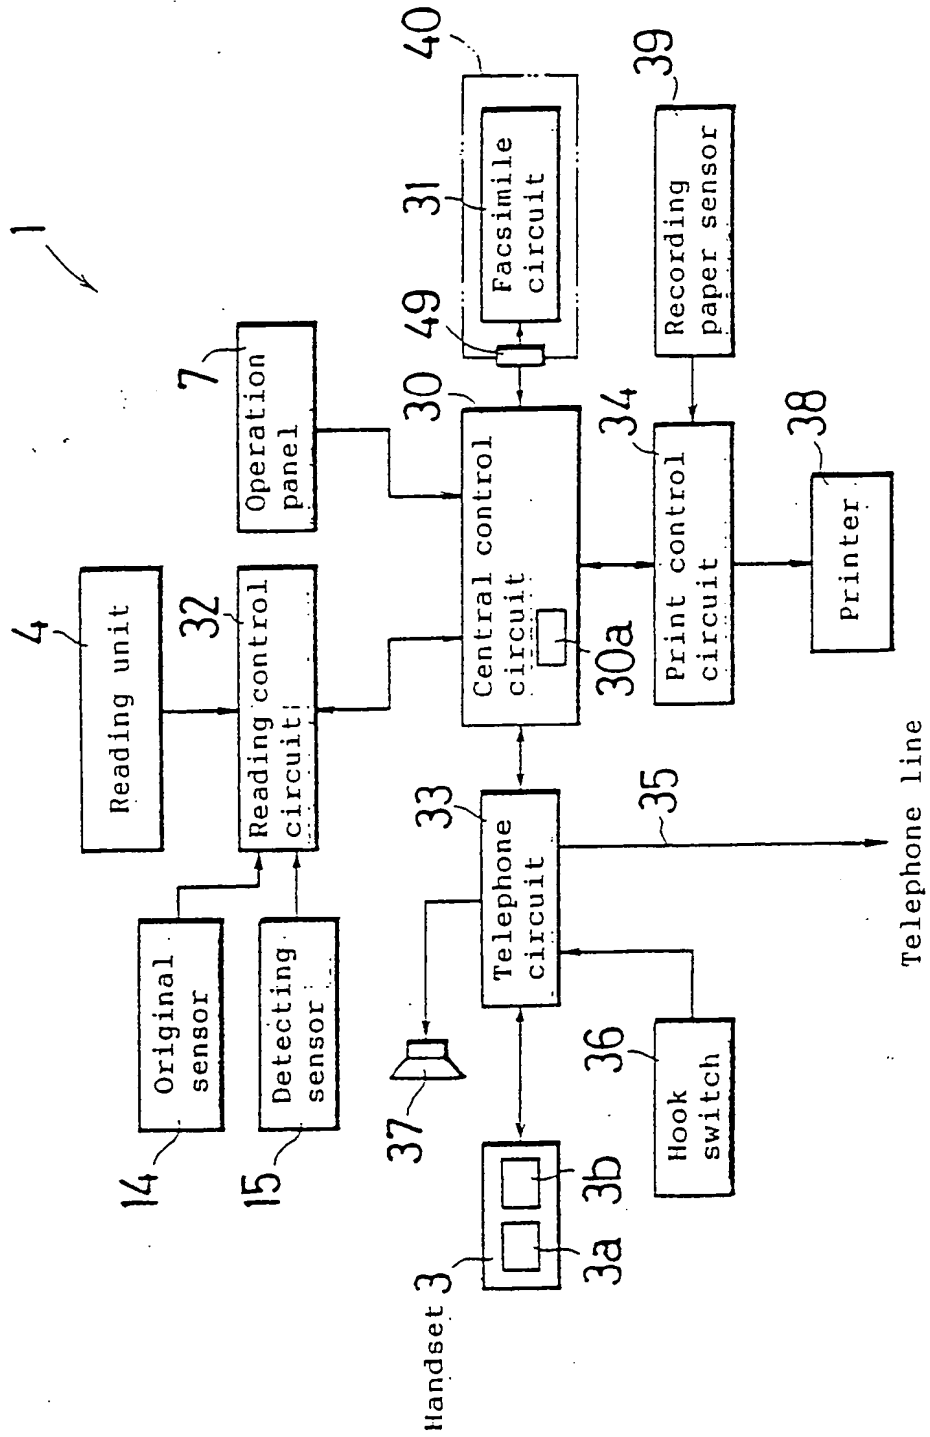 1
4
Reading unit
7
Operation
panel
32
Reading control
circuit
14
Original
sensor
15
Detecting
sensor
40
31
Facsimile
circuit
49
30
Central control
circuit
30a
33
Telephone
circuit
37
Handset 3
3a
3b
36
Hook
switch
35
Telephone line
34
Print control
circuit
39
Recording
paper sensor
38
Printer